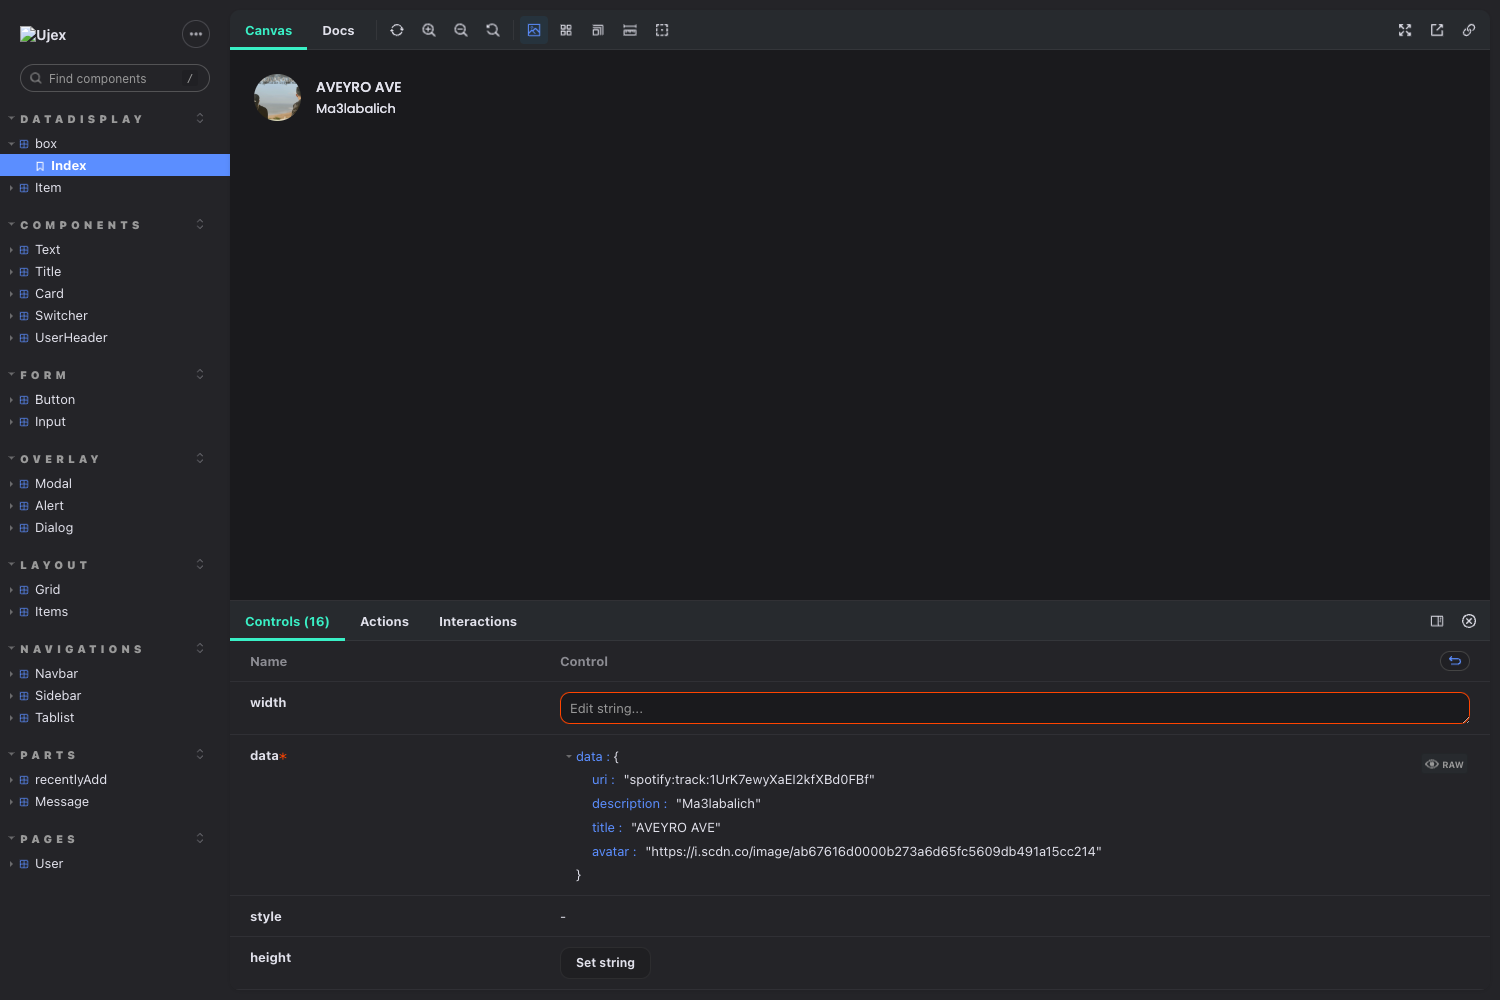 Ujex
Find components
/
DATADISPLAY
box
Index
Item
COMPONENTS
Text
Title
Card
Switcher
UserHeader
FORM
Button
Input
OVERLAY
Modal
Alert
Dialog
LAYOUT
Grid
Items
NAVIGATIONS
Navbar
Sidebar
Tablist
PARTS
recentlyAdd
Message
PAGES
User
Canvas Docs
AVEYRO AVE
Ma3labalich
Controls (16) Actions Interactions
Name Control
width Edit string...
data* data : {
RAW
uri : "spotify:track:1UrK7ewyXaEI2kfXBd0FBf"
description : "Ma3labalich"
title : "AVEYRO AVE"
avatar : "https://i.scdn.co/image/ab67616d0000b273a6d65fc5609db491a15cc214"
}
style -
height Set string